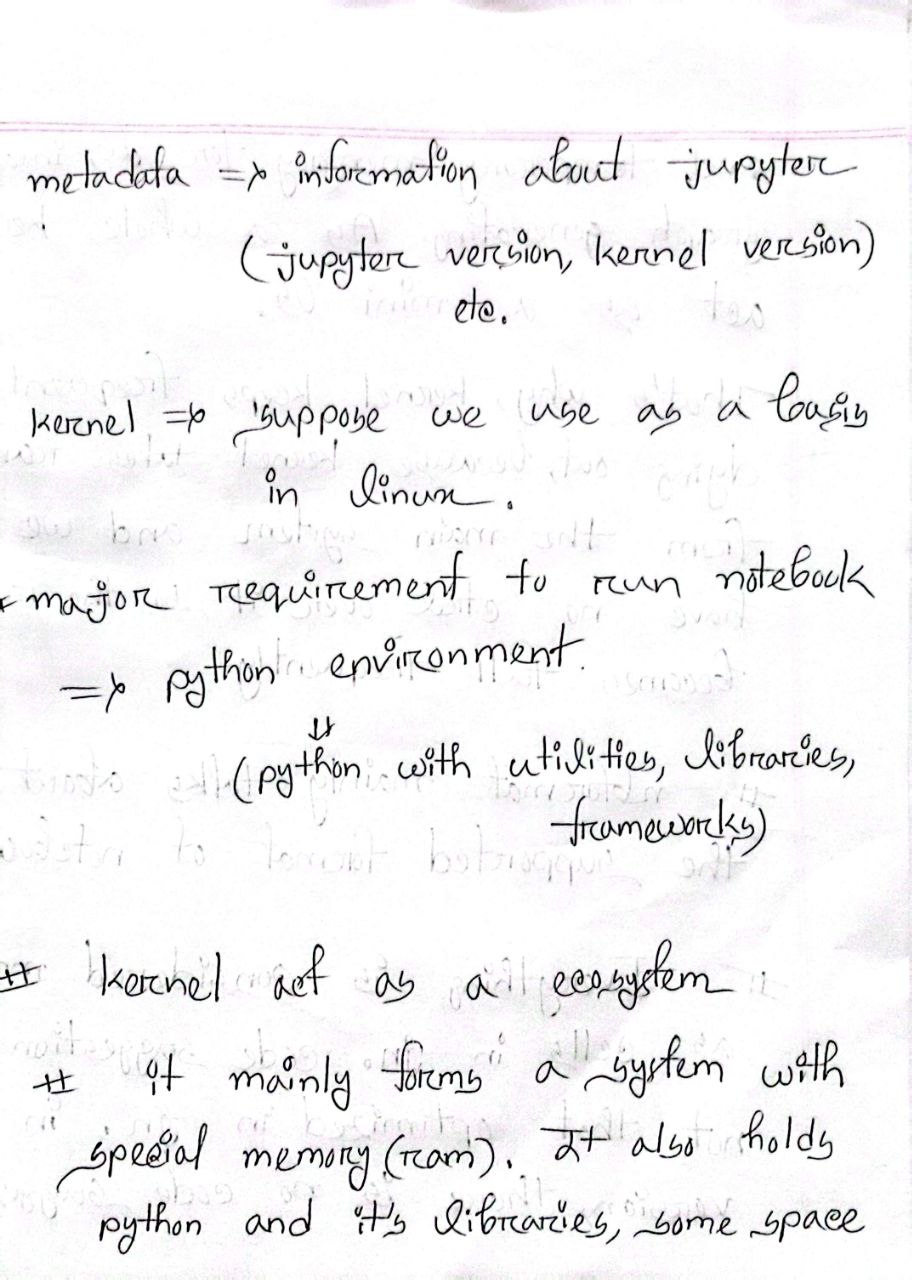 metadata => information about jupyter
(jupyter version, kernel version)
etc.
kernel => suppose we use as a basis
in linux.
major requirement to run notebook
=> python environment.
⇓
(python with utilities, libraries,
frameworks)
# kernel act as a ecosystem
# it mainly forms a system with
special memory (ram). It also holds
python and it's libraries, some space